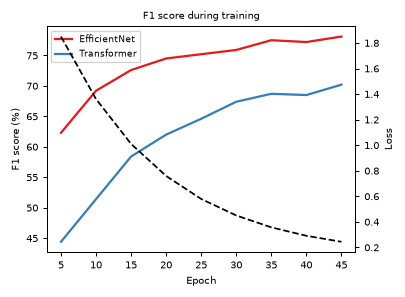 F1 score during training
EfficientNet
Transformer
F1 score (%)
75
70
65
60
55
50
45
1.8
1.6
1.4
1.2
1.0
0.8
0.6
0.4
0.2
Loss
5 10 15 20 25 30 35 40 45
Epoch